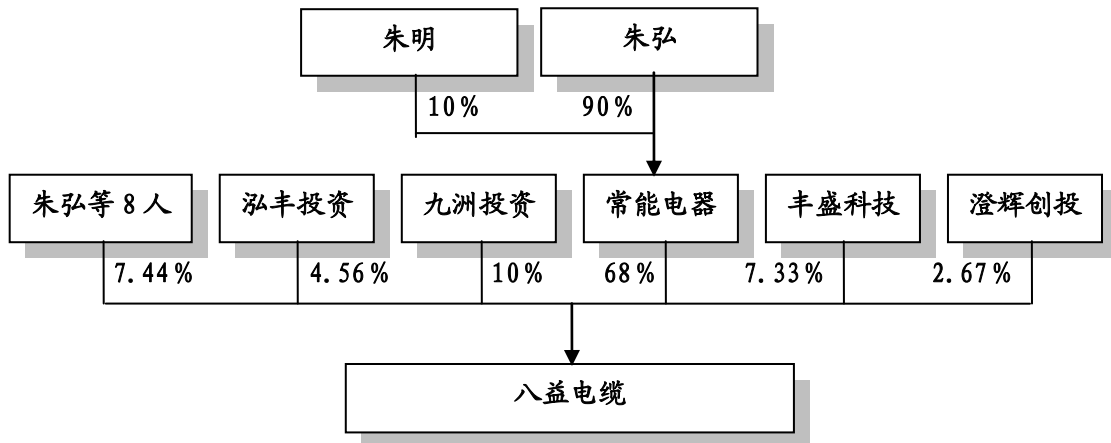 朱明 朱弘
10% 90%
朱弘等8人 泓丰投资 九洲投资 常能电器 丰盛科技 澄辉创投
7.44% 4.56% 10% 68% 7.33% 2.67%
八益电缆